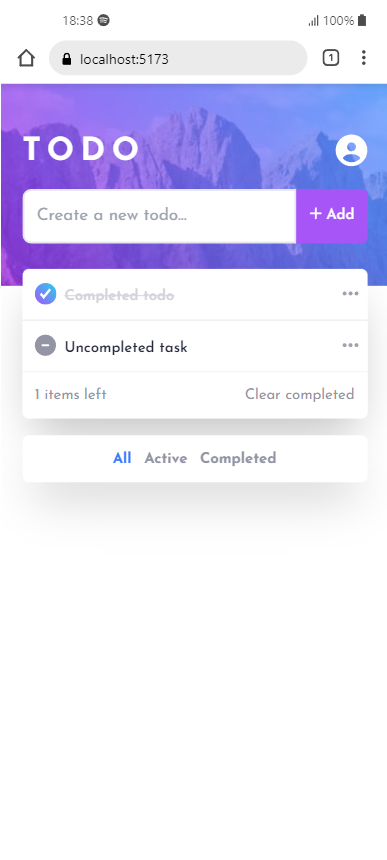 18:38 100%
localhost:5173 1
TODO
Create a new todo... + Add
Completed todo
Uncompleted task
1 items left Clear completed
All Active Completed